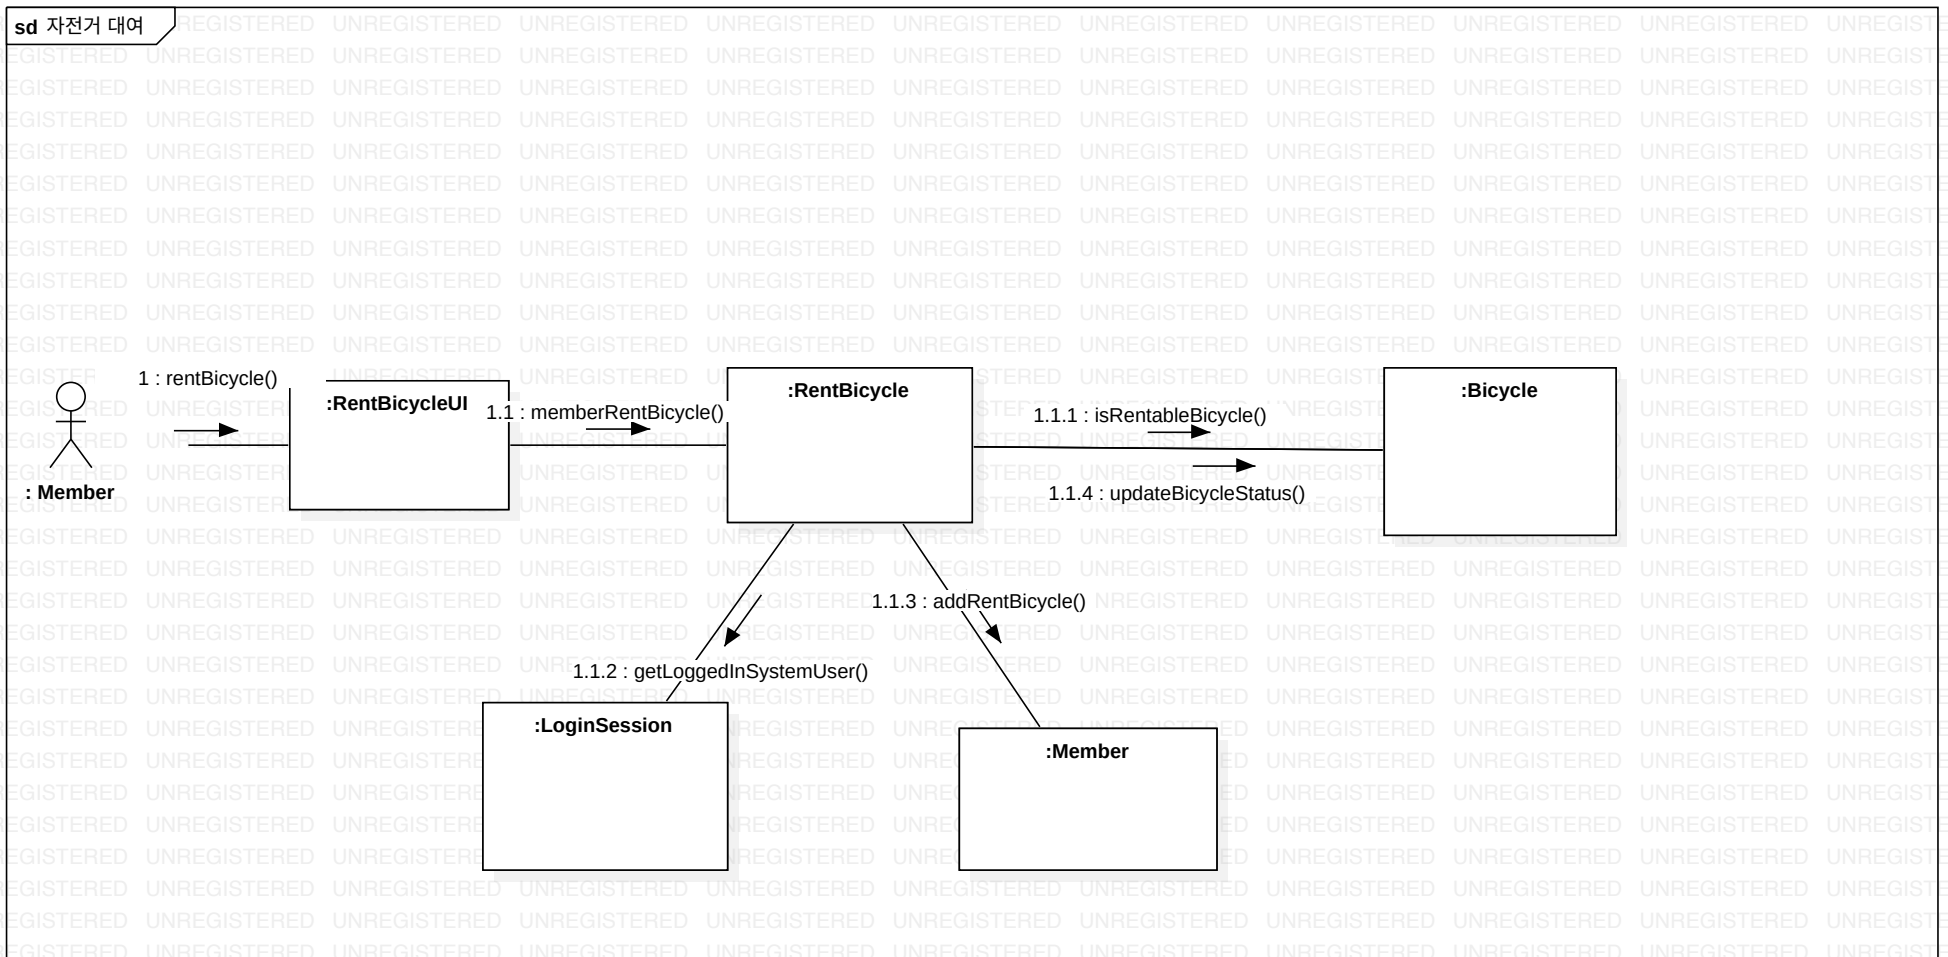 sd 자전거 대여
1 : rentBicycle()
: Member
:RentBicycleUI
1.1 : memberRentBicycle()
:RentBicycle
1.1.1 : isRentableBicycle()
1.1.4 : updateBicycleStatus()
:Bicycle
1.1.2 : getLoggedInSystemUser()
1.1.3 : addRentBicycle()
:LoginSession
:Member
UNREGISTERED